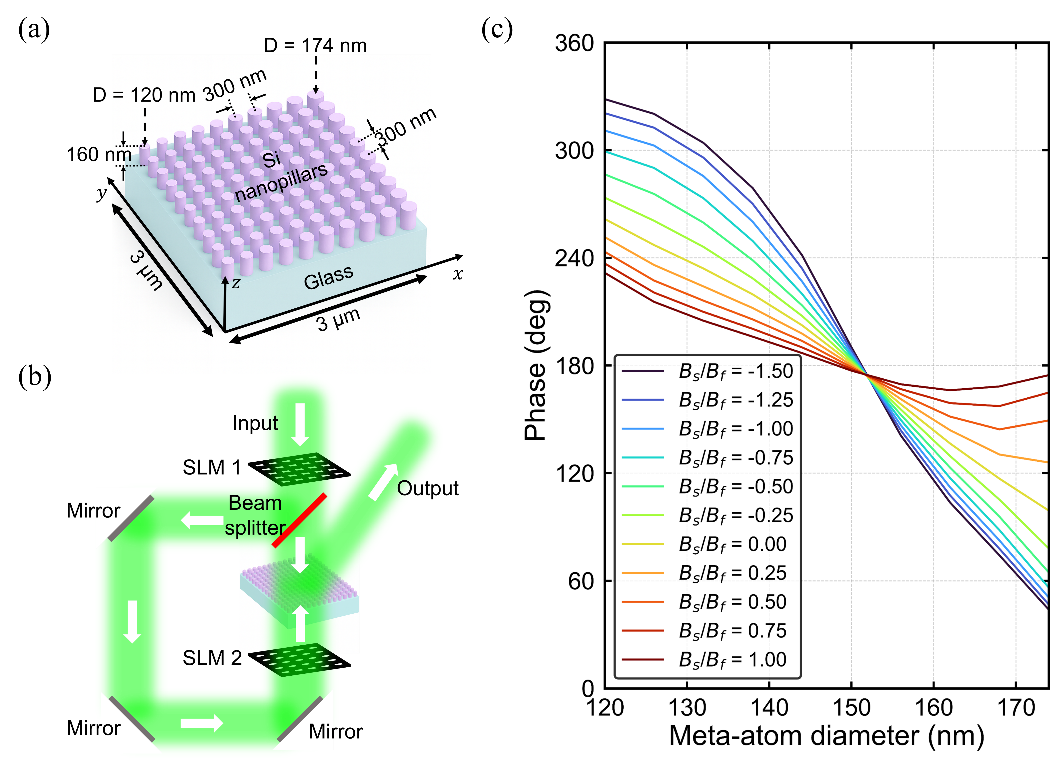 (a)
D = 174 nm
D = 120 nm
300 nm
300 nm
160 nm
Si
nanopillars
y
Glass
z
x
3 μm
3 μm
(b)
Input
SLM 1
Beam
splitter
Output
Mirror
SLM 2
Mirror
Mirror
(c)
360
300
240
180
120
60
0
Phase (deg)
B_s/B_f = -1.50
B_s/B_f = -1.25
B_s/B_f = -1.00
B_s/B_f = -0.75
B_s/B_f = -0.50
B_s/B_f = -0.25
B_s/B_f = 0.00
B_s/B_f = 0.25
B_s/B_f = 0.50
B_s/B_f = 0.75
B_s/B_f = 1.00
120 130 140 150 160 170
Meta-atom diameter (nm)